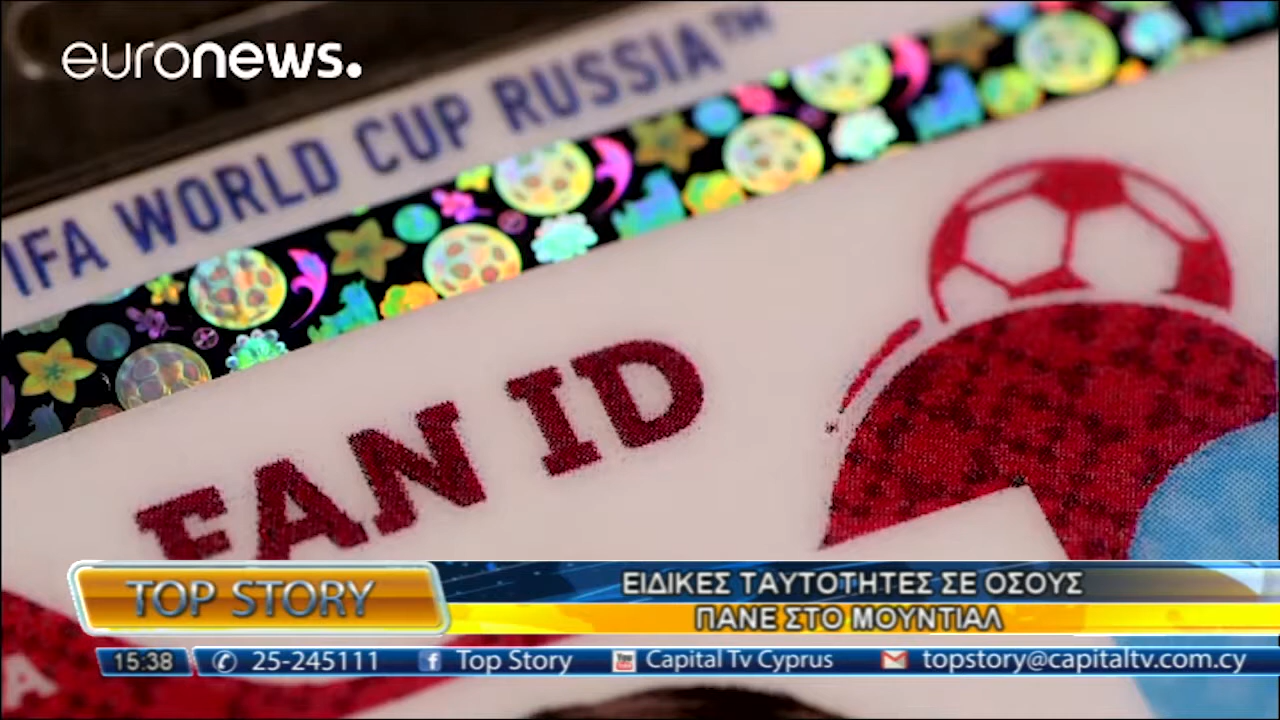 euronews.
IFA WORLD CUP RUSSIA™
FAN ID
TOP STORY
ΕΙΔΙΚΕΣ ΤΑΥΤΟΤΗΤΕΣ ΣΕ ΟΣΟΥΣ
ΠΑΝΕ ΣΤΟ ΜΟΥΝΤΙΑΛ
15:38 25-245111 Top Story Capital Tv Cyprus topstory@capitaltv.com.cy